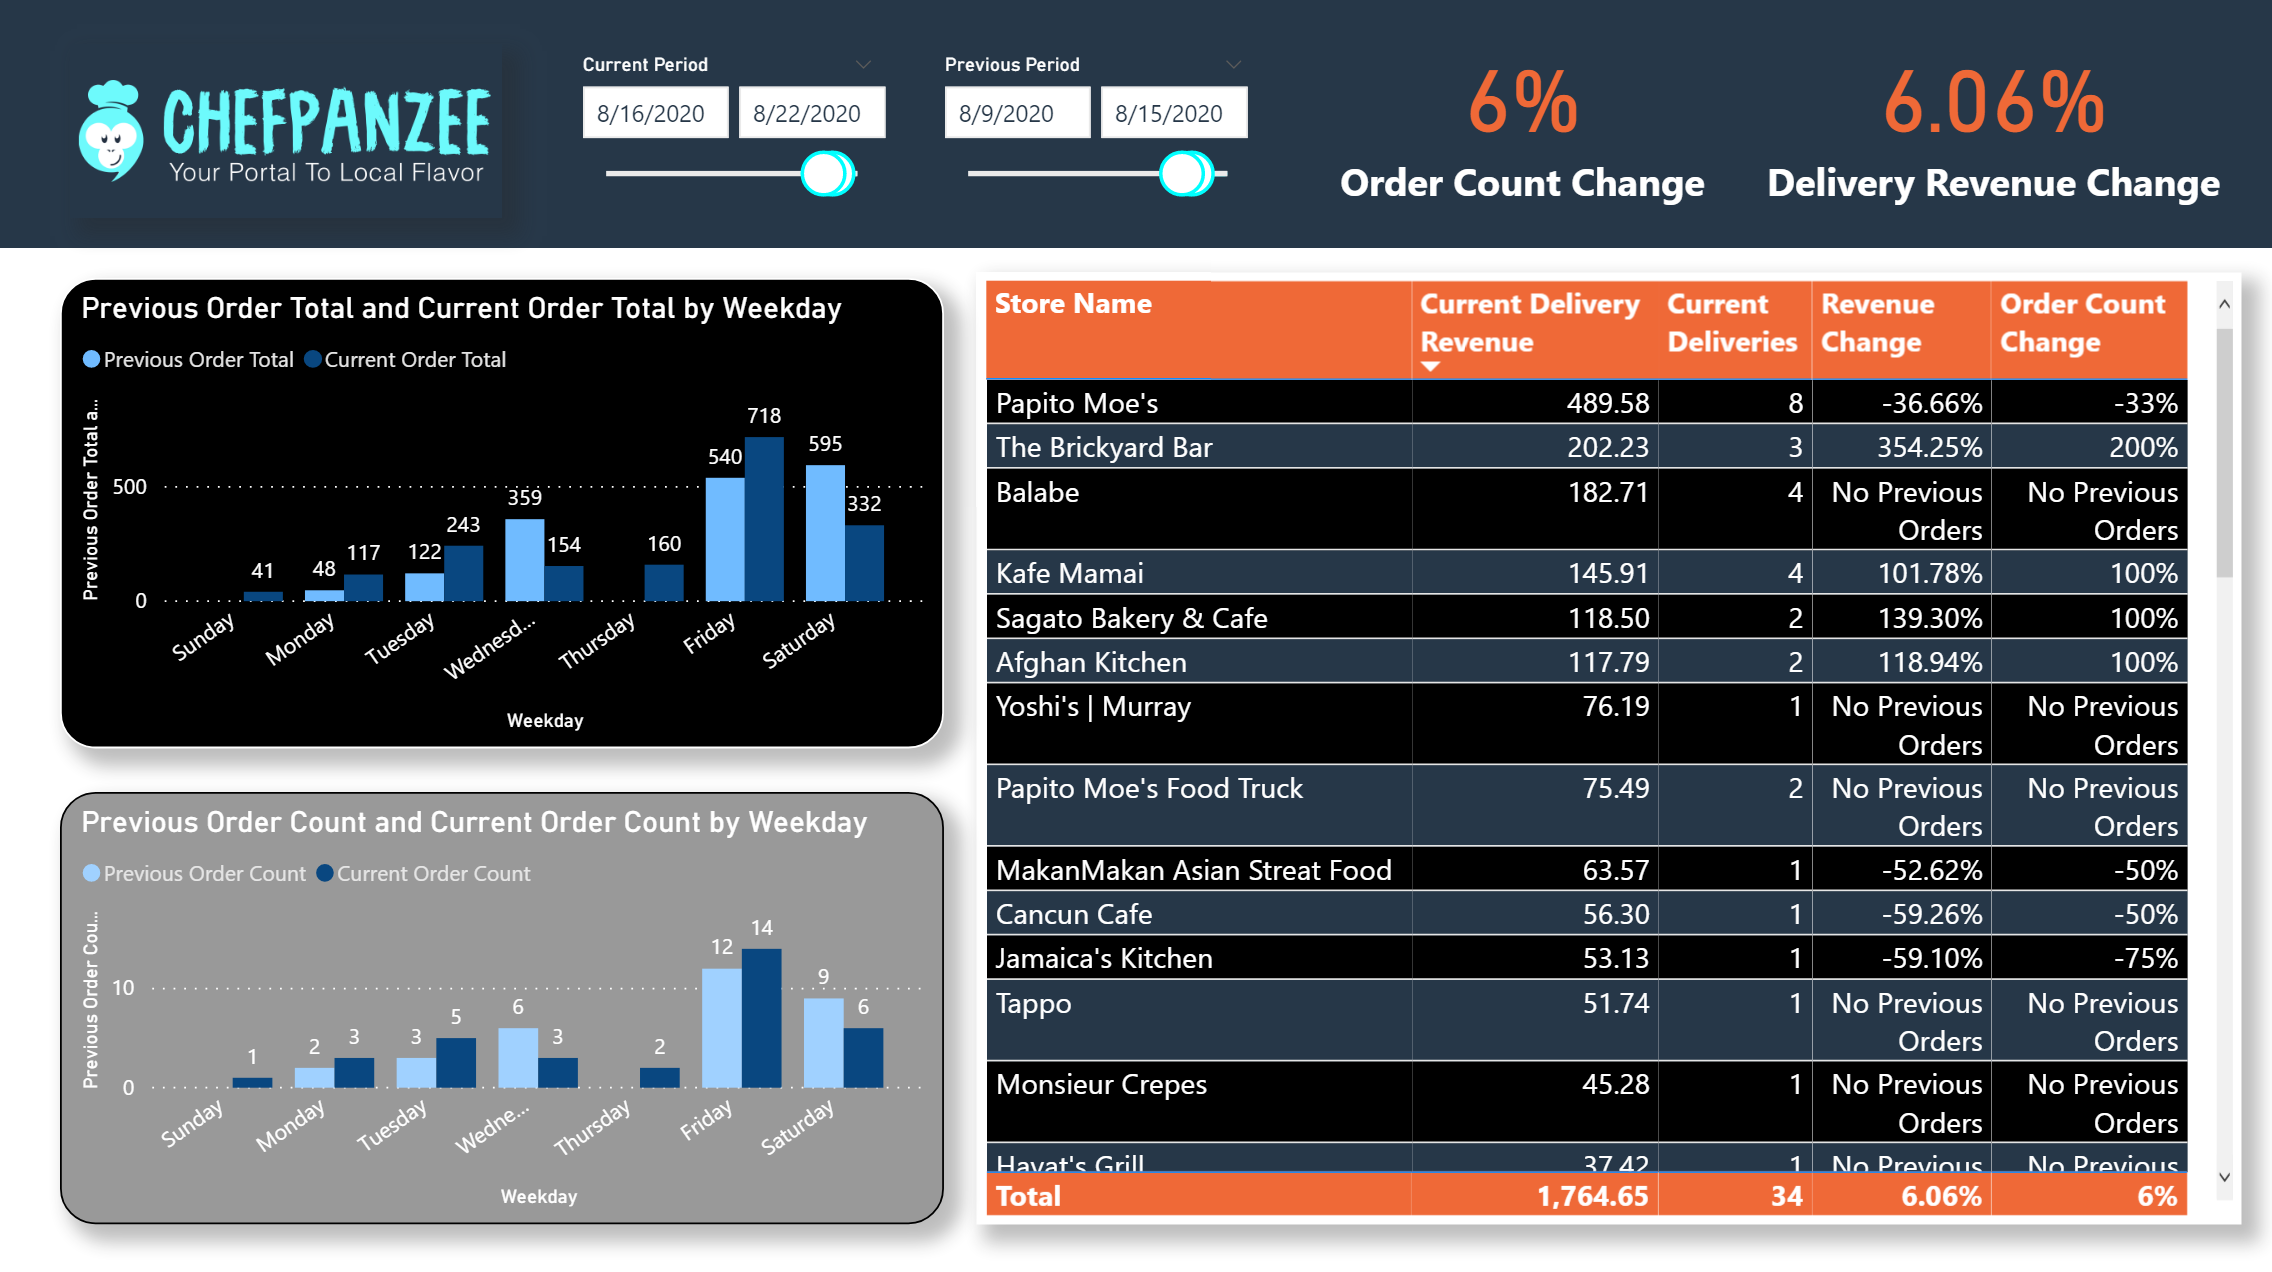 CHEFPANZEE
Your Portal To Local Flavor
Current Period
8/16/2020 8/22/2020
Previous Period
8/9/2020 8/15/2020
6%
Order Count Change
6.06%
Delivery Revenue Change
Previous Order Total and Current Order Total by Weekday
Previous Order Total Current Order Total
Previous Order Total a...
500
0
41
48
117
122
243
359
154
160
540
718
595
332
Sunday
Monday
Tuesday
Wednesd...
Thursday
Friday
Saturday
Weekday
Previous Order Count and Current Order Count by Weekday
Previous Order Count Current Order Count
Previous Order Cou...
10
0
1
2
3
3
5
6
3
2
12
14
9
6
Sunday
Monday
Tuesday
Wedne...
Thursday
Friday
Saturday
Weekday
Store Name Current Delivery Current Revenue Order Count
Revenue Deliveries Change Change
Papito Moe's 489.58 8 -36.66% -33%
The Brickyard Bar 202.23 3 354.25% 200%
Balabe 182.71 4 No Previous No Previous
Orders Orders
Kafe Mamai 145.91 4 101.78% 100%
Sagato Bakery & Cafe 118.50 2 139.30% 100%
Afghan Kitchen 117.79 2 118.94% 100%
Yoshi's | Murray 76.19 1 No Previous No Previous
Orders Orders
Papito Moe's Food Truck 75.49 2 No Previous No Previous
Orders Orders
MakanMakan Asian Streat Food 63.57 1 -52.62% -50%
Cancun Cafe 56.30 1 -59.26% -50%
Jamaica's Kitchen 53.13 1 -59.10% -75%
Tappo 51.74 1 No Previous No Previous
Orders Orders
Monsieur Crepes 45.28 1 No Previous No Previous
Orders Orders
Hayat's Grill 37.42 1 No Previous No Previous
Total 1,764.65 34 6.06% 6%